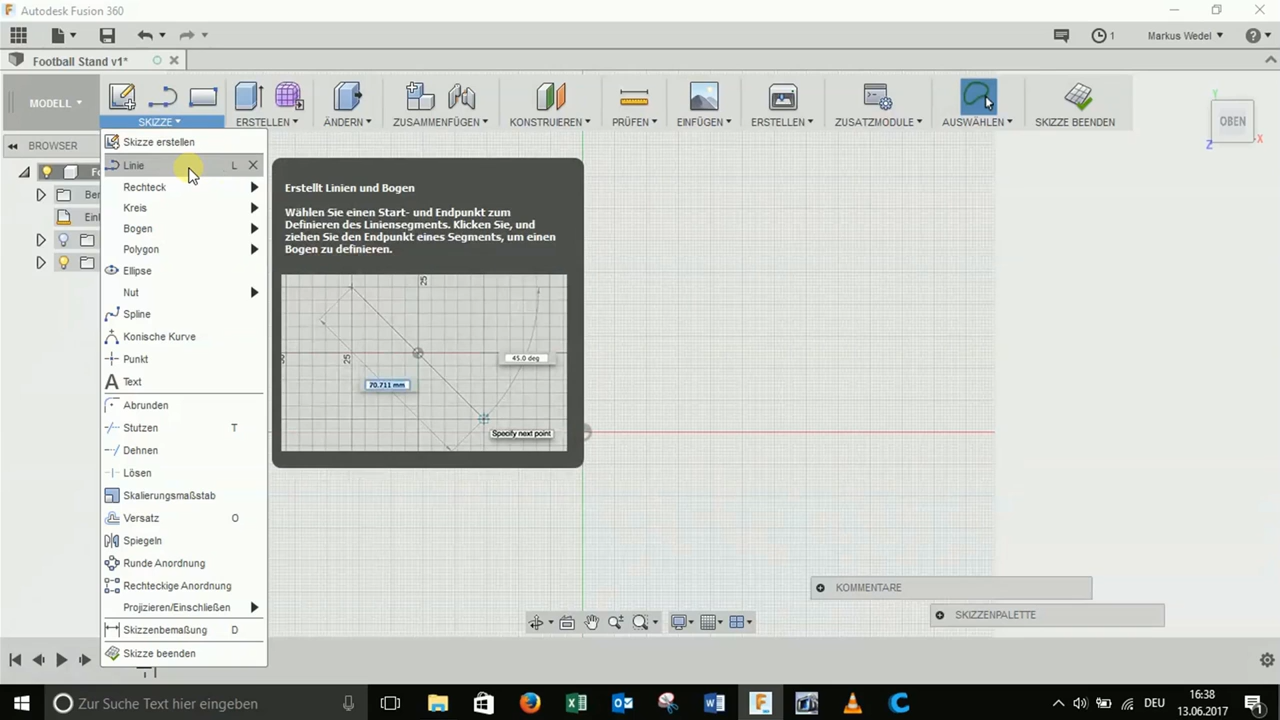 Autodesk Fusion 360
Markus Wedel
1
Football Stand v1*
MODELL
SKIZZE
ERSTELLEN
ÄNDERN
ZUSAMMENFÜGEN
KONSTRUIEREN
PRÜFEN
EINFÜGEN
ERSTELLEN
ZUSATZMODULE
AUSWÄHLEN
SKIZZE BEENDEN
BROWSER
OBEN
Y
X
Z
Skizze erstellen
Linie L
Rechteck
Kreis
Bogen
Polygon
Ellipse
Nut
Spline
Konische Kurve
Punkt
Text
Abrunden
Stutzen T
Dehnen
Lösen
Skalierungsmaßstab
Versatz O
Spiegeln
Runde Anordnung
Rechteckige Anordnung
Projizieren/Einschließen
Skizzenbemaßung D
Skizze beenden
Erstellt Linien und Bogen
Wählen Sie einen Start- und Endpunkt zum
Definieren des Liniensegments. Klicken Sie, und
ziehen Sie den Endpunkt eines Segments, um einen
Bogen zu definieren.
25
25
45.0 deg
70.711 mm
Specify next point
KOMMENTARE
SKIZZENPALETTE
Zur Suche Text hier eingeben
DEU
16:38
13.06.2017
1